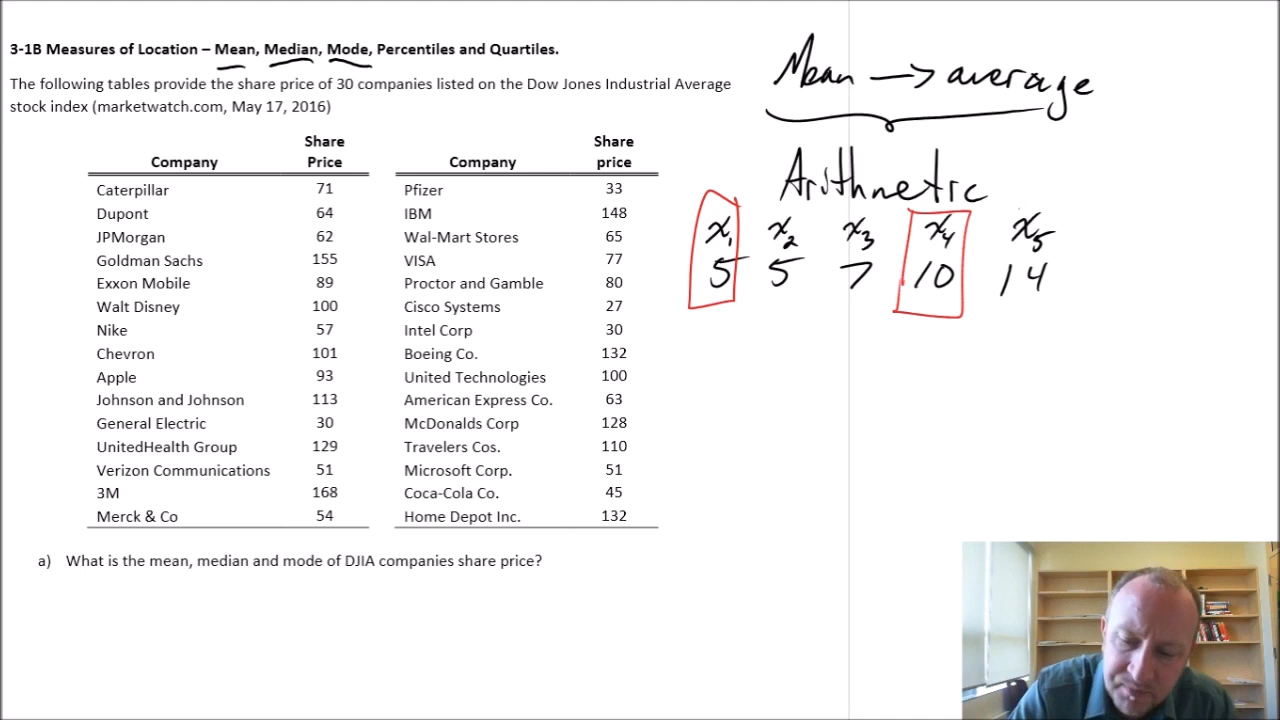 3-1B Measures of Location – Mean, Median, Mode, Percentiles and Quartiles.
The following tables provide the share price of 30 companies listed on the Dow Jones Industrial Average
stock index (marketwatch.com, May 17, 2016)
Company Share Price
Caterpillar 71
Dupont 64
JPMorgan 62
Goldman Sachs 155
Exxon Mobile 89
Walt Disney 100
Nike 57
Chevron 101
Apple 93
Johnson and Johnson 113
General Electric 30
UnitedHealth Group 129
Verizon Communications 51
3M 168
Merck & Co 54
Company Share price
Pfizer 33
IBM 148
Wal-Mart Stores 65
VISA 77
Proctor and Gamble 80
Cisco Systems 27
Intel Corp 30
Boeing Co. 132
United Technologies 100
American Express Co. 63
McDonalds Corp 128
Travelers Cos. 110
Microsoft Corp. 51
Coca-Cola Co. 45
Home Depot Inc. 132
a) What is the mean, median and mode of DJIA companies share price?
Mean → average
Arithmetic
x₁ x₂ x₃ x₄ x₅
5 5 7 10 14